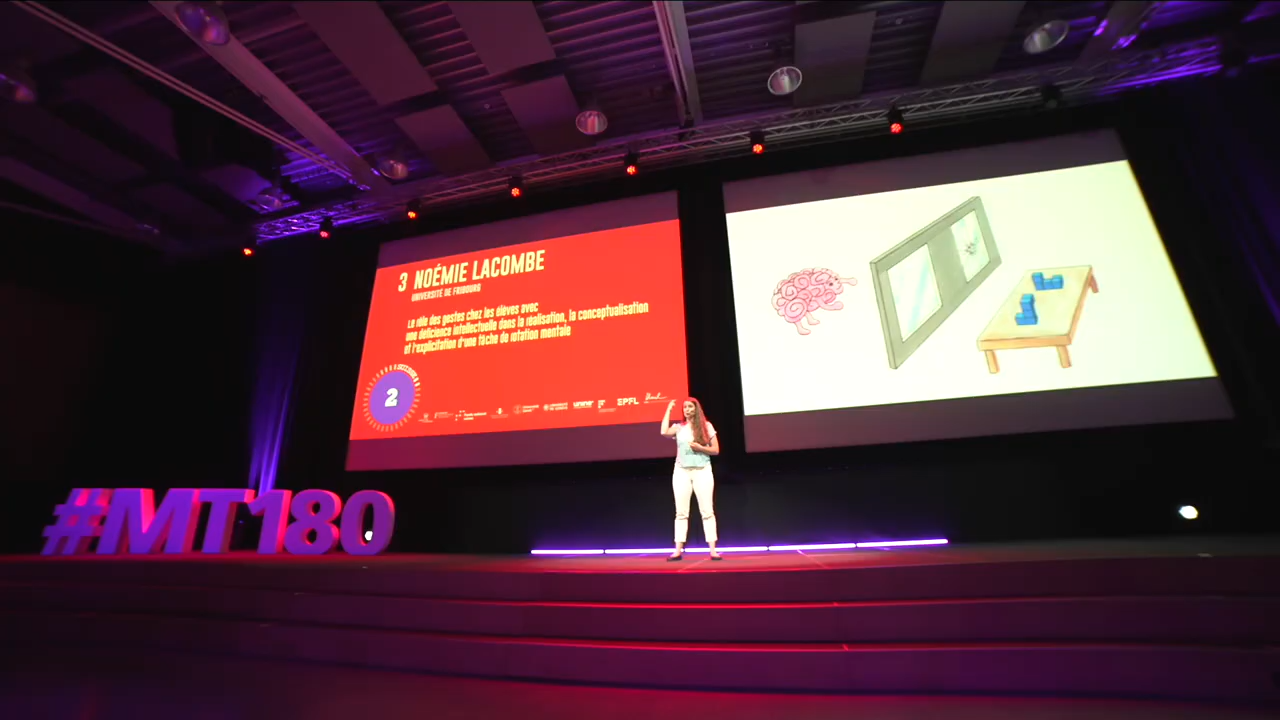 3 NOÉMIE LACOMBE
UNIVERSITÉ DE FRIBOURG
Le rôle des gestes chez les élèves avec
une déficience intellectuelle dans la réalisation, la conceptualisation
et l'explicitation d'une tâche de rotation mentale
2
EPFL
#MT180